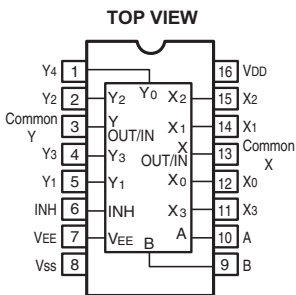 TOP VIEW
Y4 1 Y0 16 VDD
Y2 2 Y2 X2 15 X2
Common Y 3 Y OUT/IN X1 14 X1
Y3 4 Y3 X OUT/IN 13 Common X
Y1 5 Y1 X0 12 X0
INH 6 INH X3 11 X3
VEE 7 VEE A 10 A
VSS 8 B 9 B